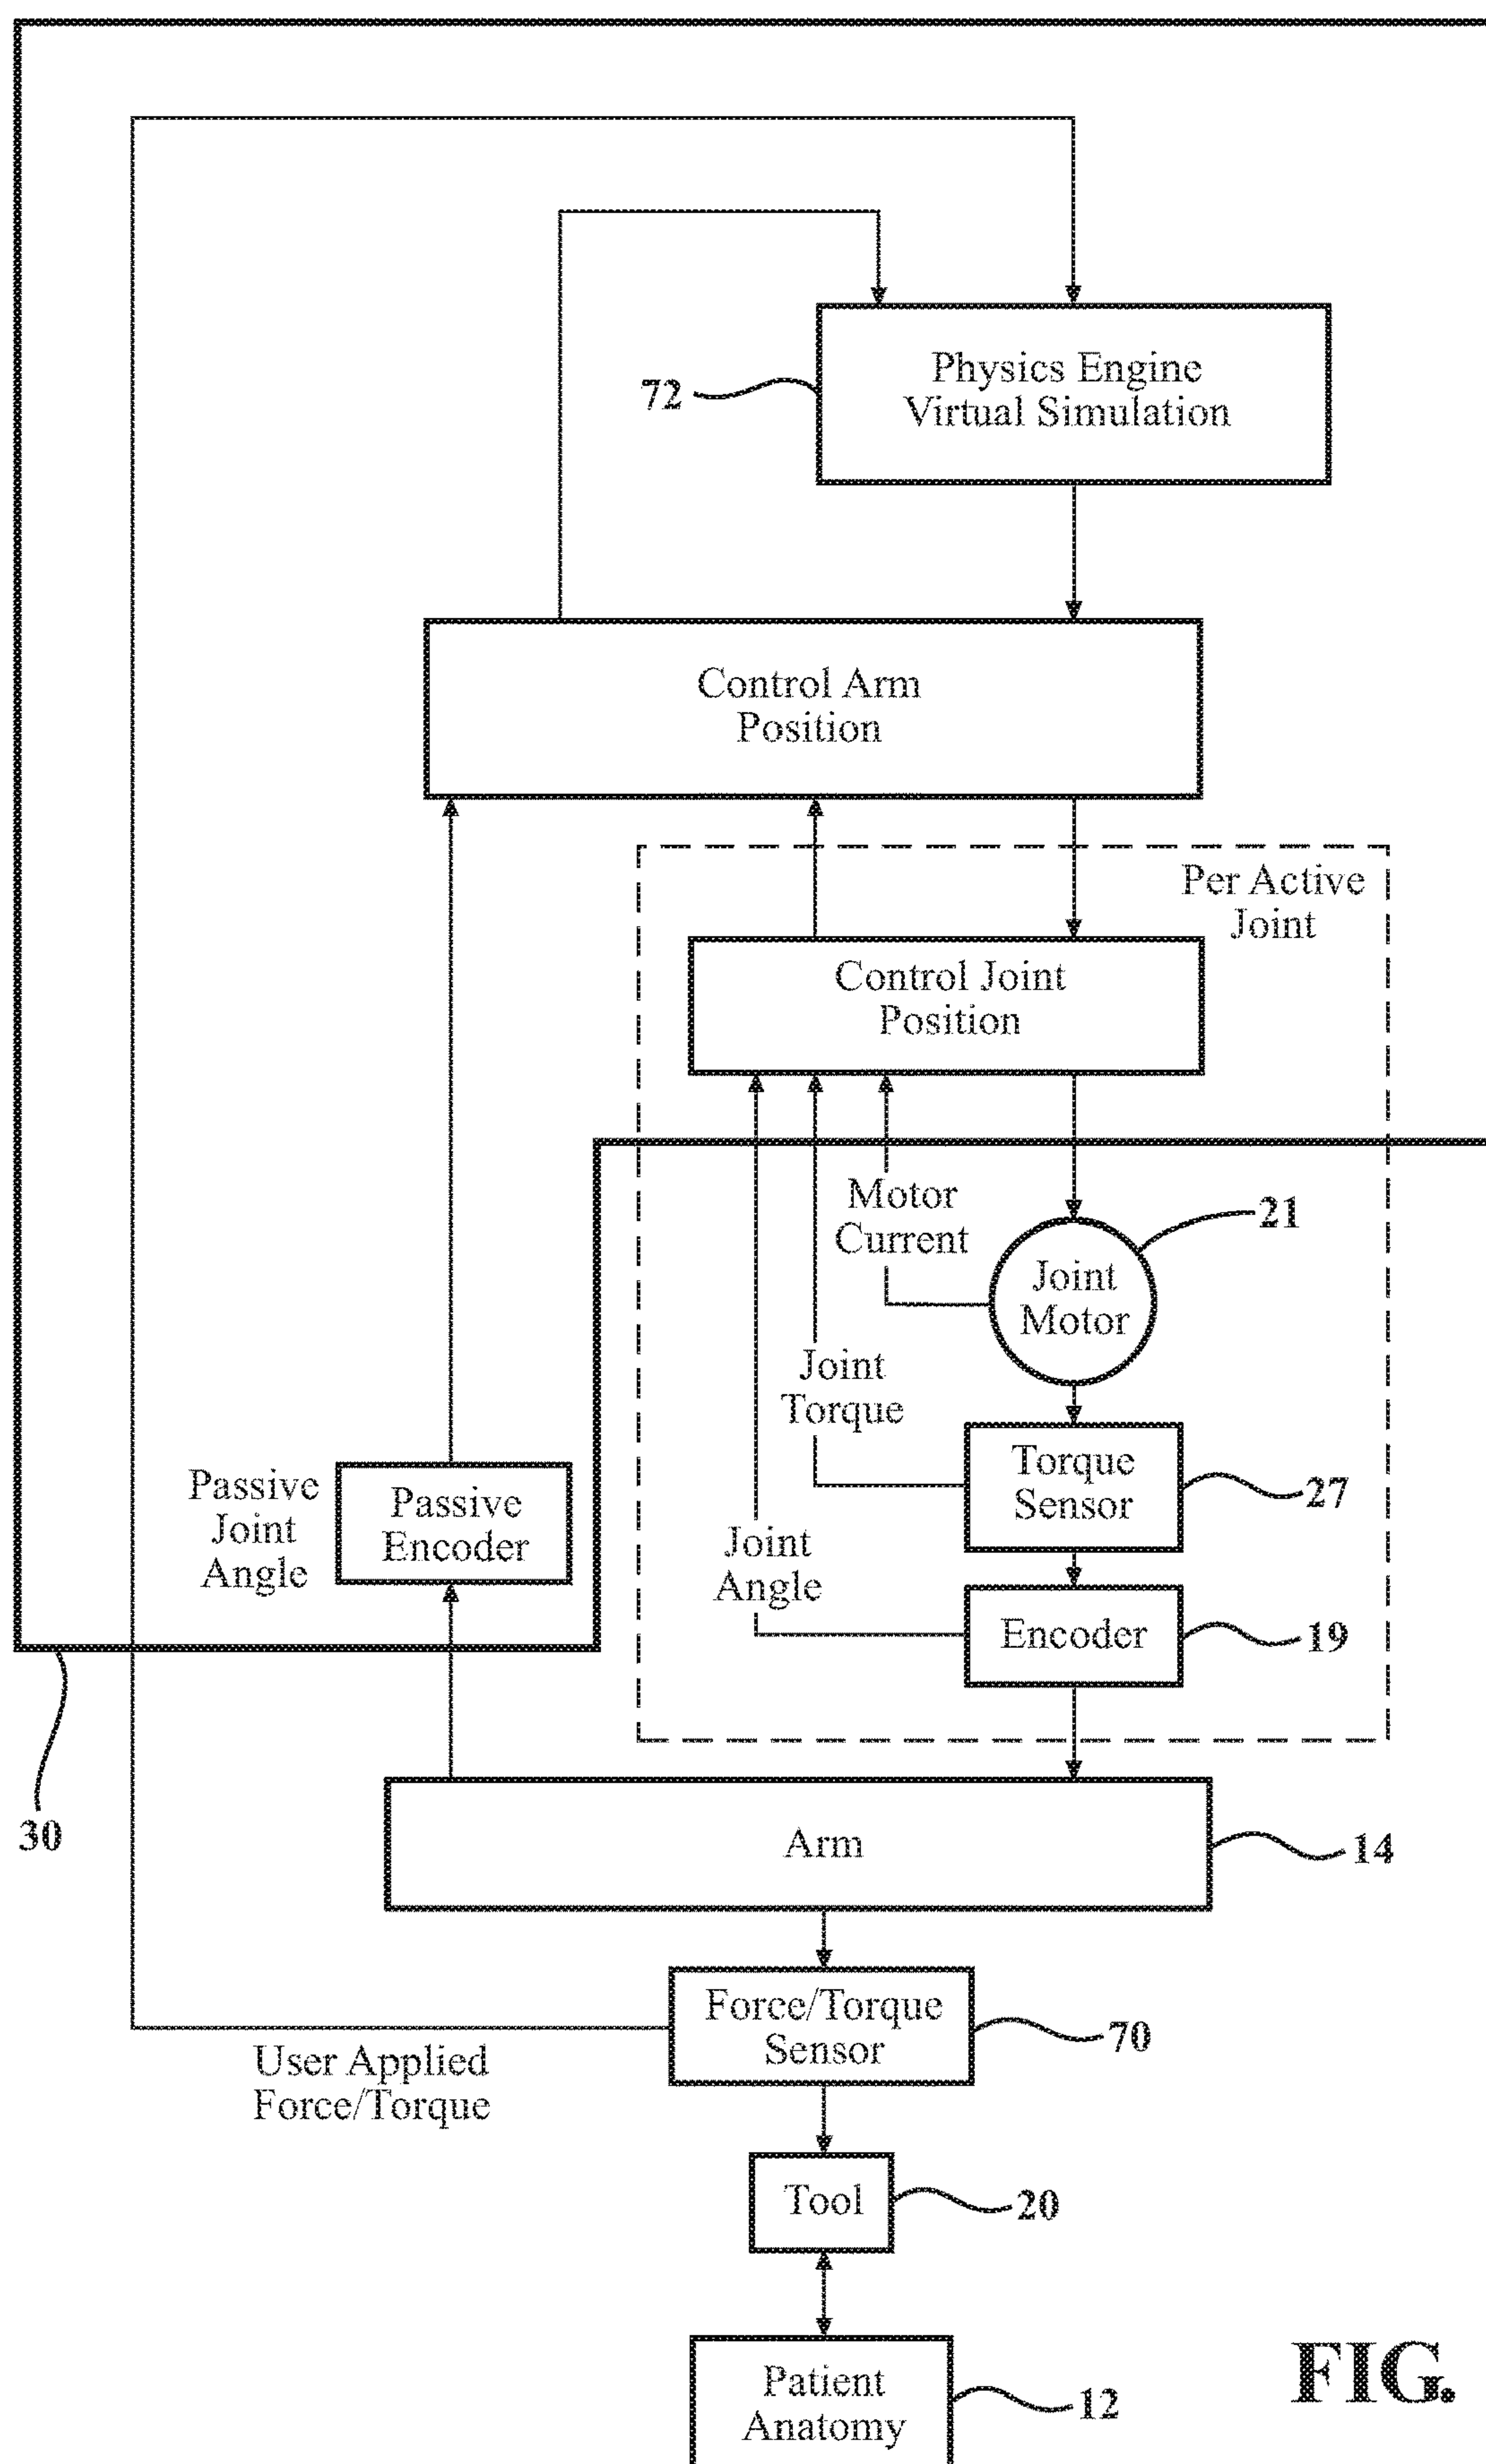 Physics Engine
Virtual Simulation
72
Control Arm
Position
Per Active
Joint
Control Joint
Position
Motor
Current
21
Joint
Motor
Joint
Torque
Torque
Sensor
27
Passive
Joint
Angle
Passive
Encoder
Joint
Angle
Encoder
19
30
Arm
14
Force/Torque
Sensor
70
User Applied
Force/Torque
Tool
20
Patient
Anatomy
12
FIG.